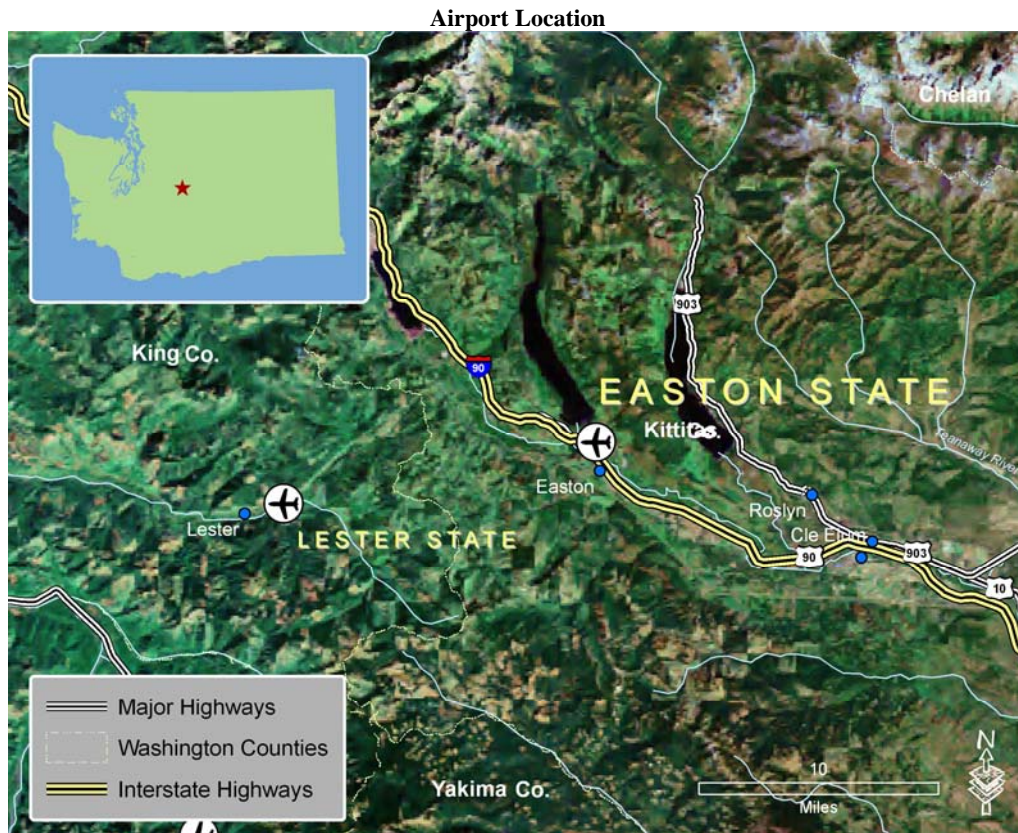 Airport Location
Chelan
903
King Co.
90
EASTON STATE
Kittitas
Co.
Teanaway River
Easton
Roslyn
Lester
LESTER STATE
Cle Elum
90
903
10
Major Highways
Washington Counties
Interstate Highways
Yakima Co.
10
Miles
N